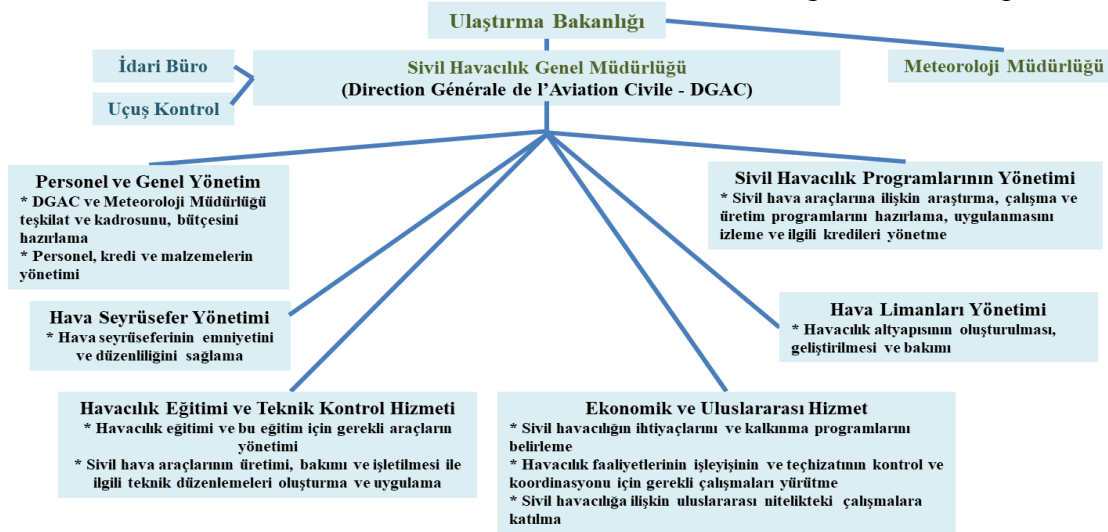 Ulaştırma Bakanlığı
İdari Büro
Uçuş Kontrol
Sivil Havacılık Genel Müdürlüğü
(Direction Générale de l'Aviation Civile - DGAC)
Meteoroloji Müdürlüğü
Personel ve Genel Yönetim
* DGAC ve Meteoroloji Müdürlüğü
teşkilat ve kadrosunu, bütçesini
hazırlama
* Personel, kredi ve malzemelerin
yönetimi
Sivil Havacılık Programlarının Yönetimi
* Sivil hava araçlarına ilişkin araştırma, çalışma ve
üretim programlarını hazırlama, uygulanmasını
izleme ve ilgili kredileri yönetme
Hava Seyrüsefer Yönetimi
* Hava seyrüseferinin emniyetini
ve düzenliliğini sağlama
Hava Limanları Yönetimi
* Havacılık altyapısının oluşturulması,
geliştirilmesi ve bakımı
Havacılık Eğitimi ve Teknik Kontrol Hizmeti
* Havacılık eğitimi ve bu eğitim için gerekli araçların
yönetimi
* Sivil hava araçlarının üretimi, bakımı ve işletilmesi ile
ilgili teknik düzenlemeleri oluşturma ve uygulama
Ekonomik ve Uluslararası Hizmet
* Sivil havacılığın ihtiyaçlarını ve kalkınma programlarını
belirleme
* Havacılık faaliyetlerinin işleyişinin ve teçhizatının kontrol ve
koordinasyonu için gerekli çalışmaları yürütme
* Sivil havacılığa ilişkin uluslararası nitelikteki çalışmalara
katılma